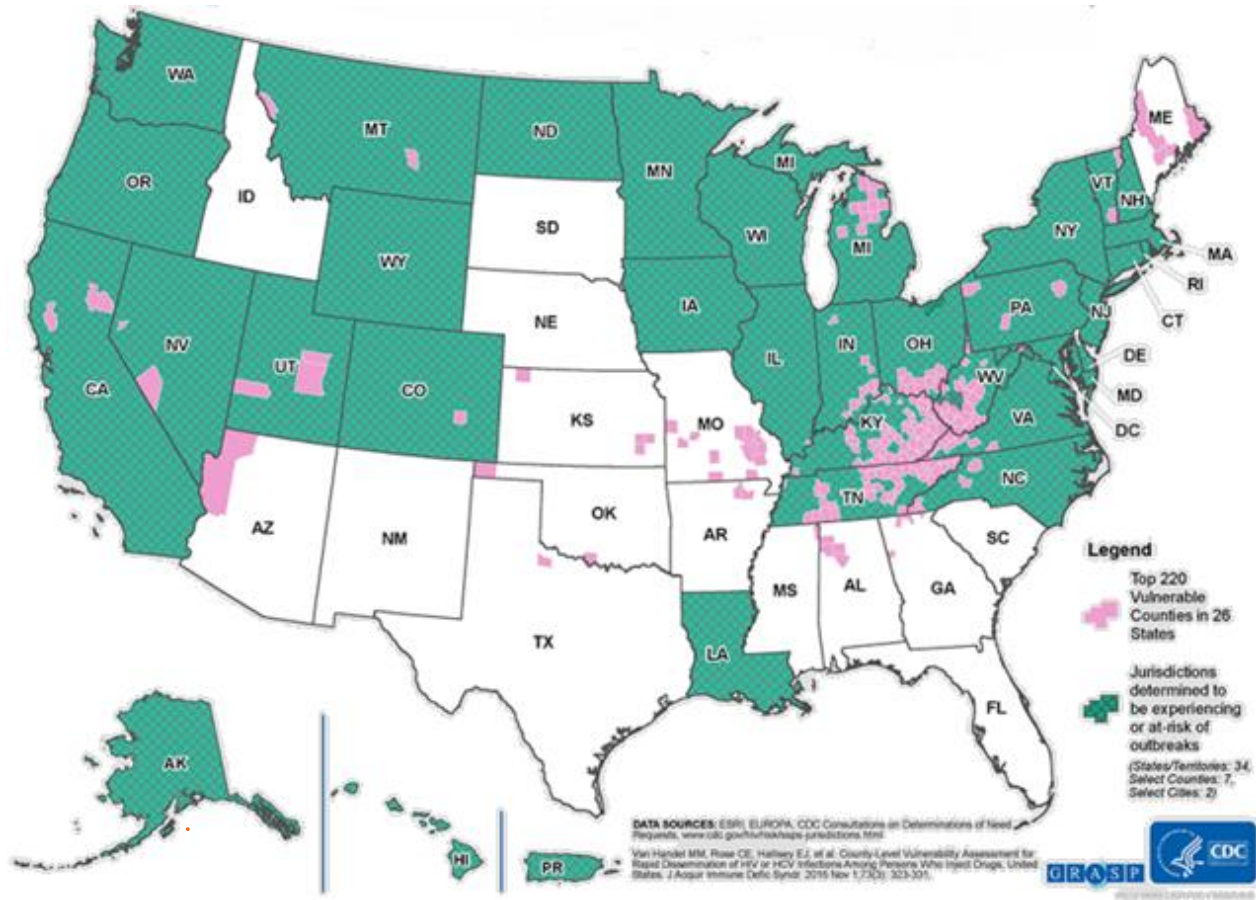 WA
MT
ND
MN
MI
ME
OR
ID
SD
WI
VT
NH
NY
MI
MA
RI
WY
IA
NE
PA
NJ
CT
NV
UT
CO
IL
IN
OH
DE
CA
WV
MD
KS
MO
KY
VA
DC
TN
NC
AZ
NM
OK
AR
SC
MS
AL
GA
TX
LA
FL
AK
HI
PR
Legend
Top 220
Vulnerable
Counties in 26
States
Jurisdictions
determined to
be experiencing
or at-risk of
outbreaks
(States/Territories: 34,
Select Counties: 7,
Select Cities: 2)
DATA SOURCES: ESRI, EUROPA, CDC Consultations on Determinations of Need
Requests, www.cdc.gov/hiv/risk/ssps-jurisdictions.html
Van Handel MM, Rose CE, Hallisey EJ, et al. County-Level Vulnerability Assessment for
Rapid Dissemination of HIV or HCV Infections Among Persons Who Inject Drugs, United
States. J Acquir Immune Defic Syndr. 2016 Nov 1;73(3): 323-331.
GRASP
CDC